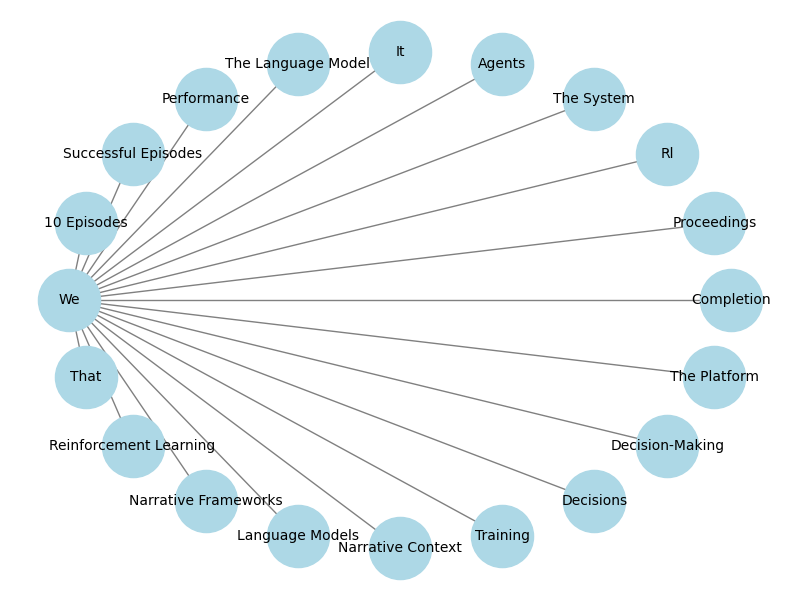 It
The Language Model
Agents
Performance
The System
Successful Episodes
Rl
10 Episodes
Proceedings
We
Completion
That
The Platform
Reinforcement Learning
Decision-Making
Narrative Frameworks
Decisions
Language Models
Training
Narrative Context